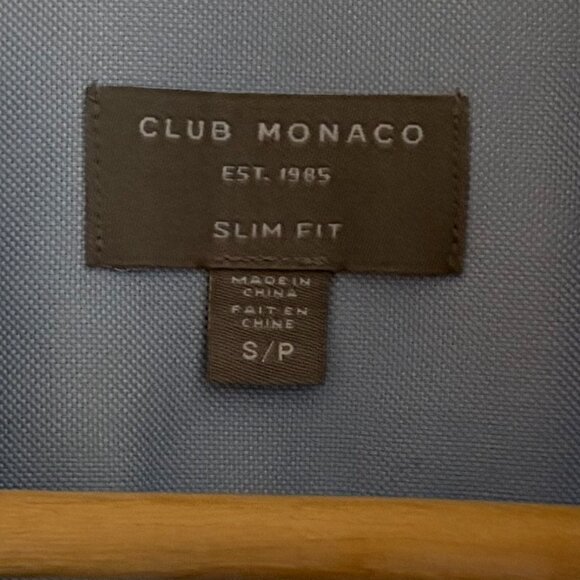 CLUB MONACO
EST. 1985
SLIM FIT
MADE IN
CHINA
FAIT EN
CHINE
S/P